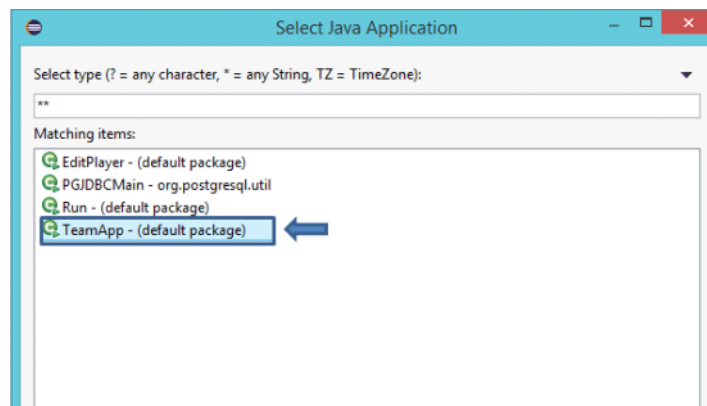 Select Java Application
Select type (? = any character, * = any String, TZ = TimeZone):
**
Matching items:
EditPlayer - (default package)
PGJDBCMain - org.postgresql.util
Run - (default package)
TeamApp - (default package)